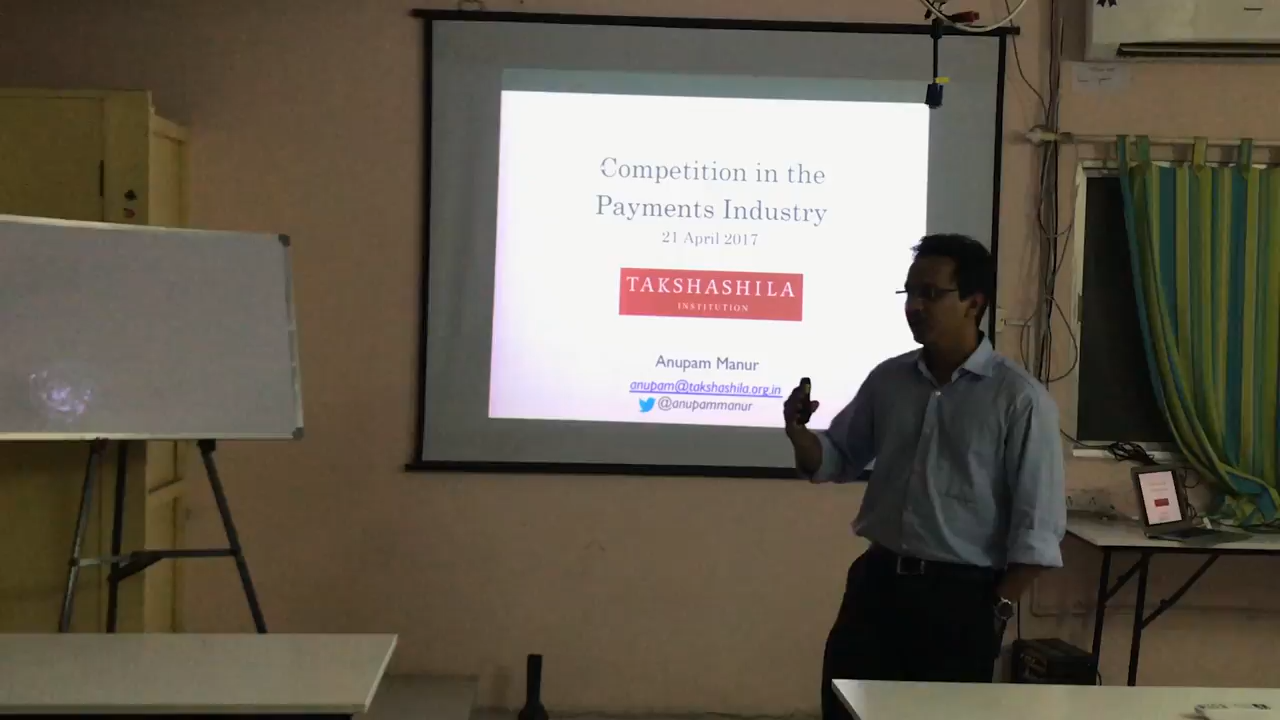 Competition in the
Payments Industry
21 April 2017
TAKSHASHILA
INSTITUTION
Anupam Manur
anupam@takshashila.org.in
@anupammanur